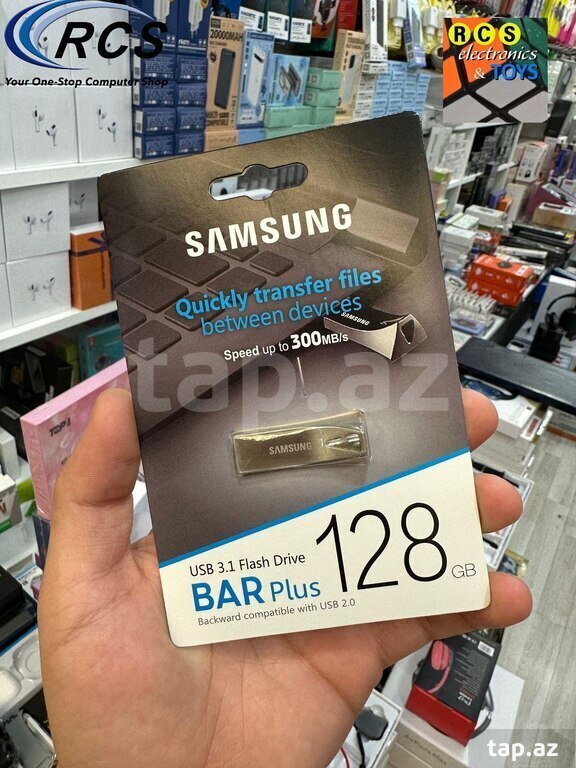 RCS
Your One-Stop Computer Shop
RCS
electronics
& TOYS
20000MAH
SAMSUNG
Quickly transfer files
between devices
Speed up to 300MB/s
SAMSUNG
tap.az
SAMSUNG
USB 3.1 Flash Drive
BAR Plus
128 GB
Backward compatible with USB 2.0
tap.az